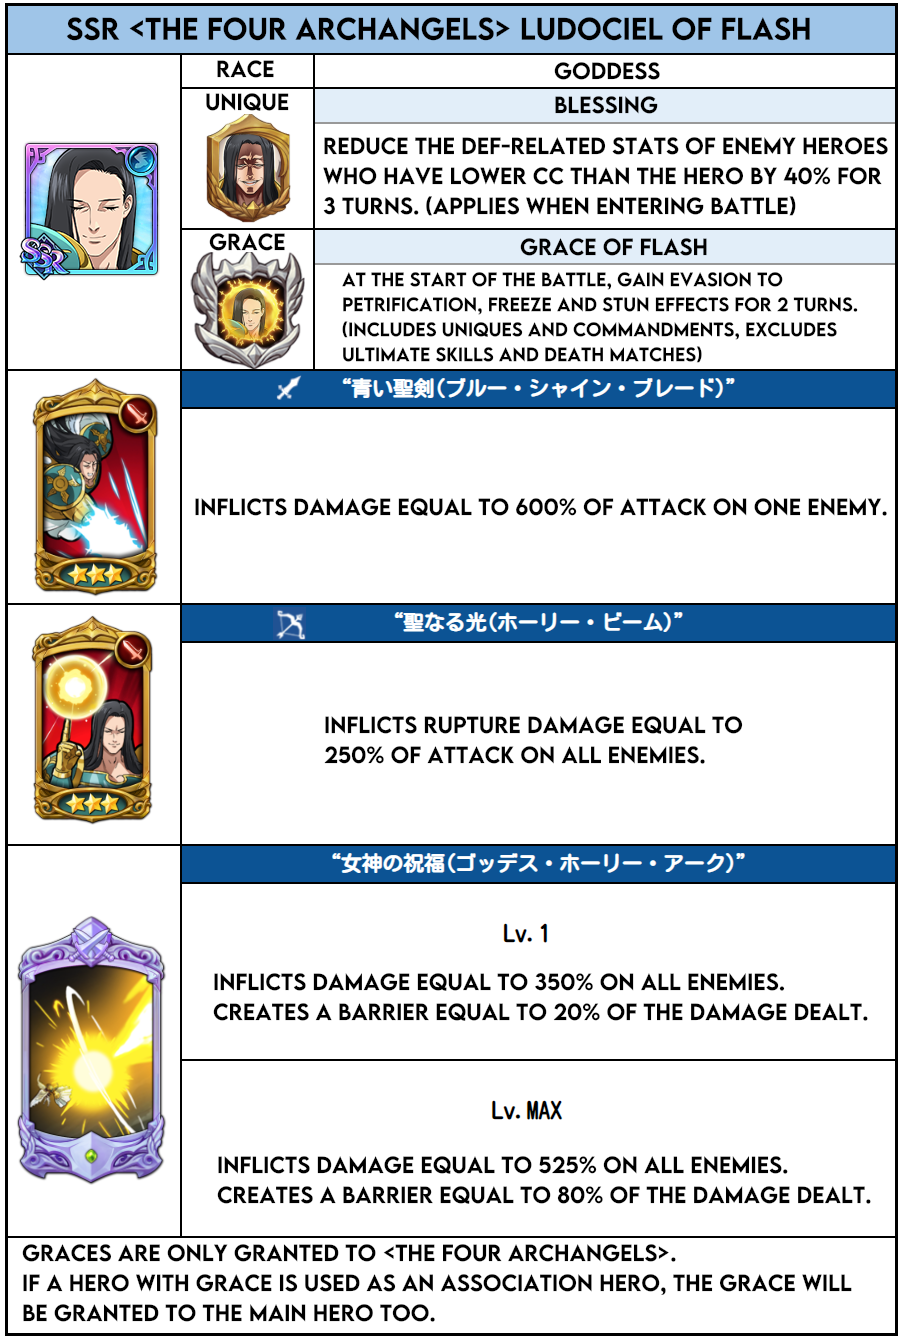 SSR <THE FOUR ARCHANGELS> LUDOCIEL OF FLASH
RACE
GODDESS
UNIQUE
BLESSING
REDUCE THE DEF-RELATED STATS OF ENEMY HEROES
WHO HAVE LOWER CC THAN THE HERO BY 40% FOR
3 TURNS. (APPLIES WHEN ENTERING BATTLE)
SSR
GRACE
GRACE OF FLASH
AT THE START OF THE BATTLE, GAIN EVASION TO
PETRIFICATION, FREEZE AND STUN EFFECTS FOR 2 TURNS.
(INCLUDES UNIQUES AND COMMANDMENTS, EXCLUDES
ULTIMATE SKILLS AND DEATH MATCHES)
“青い聖剣(ブルー・シャイン・ブレード)”
INFLICTS DAMAGE EQUAL TO 600% OF ATTACK ON ONE ENEMY.
“聖なる光(ホーリー・ビーム)”
INFLICTS RUPTURE DAMAGE EQUAL TO
250% OF ATTACK ON ALL ENEMIES.
“女神の祝福(ゴッデス・ホーリー・アーク)”
Lv. 1
INFLICTS DAMAGE EQUAL TO 350% ON ALL ENEMIES.
CREATES A BARRIER EQUAL TO 20% OF THE DAMAGE DEALT.
Lv. MAX
INFLICTS DAMAGE EQUAL TO 525% ON ALL ENEMIES.
CREATES A BARRIER EQUAL TO 80% OF THE DAMAGE DEALT.
GRACES ARE ONLY GRANTED TO <THE FOUR ARCHANGELS>.
IF A HERO WITH GRACE IS USED AS AN ASSOCIATION HERO, THE GRACE WILL
BE GRANTED TO THE MAIN HERO TOO.